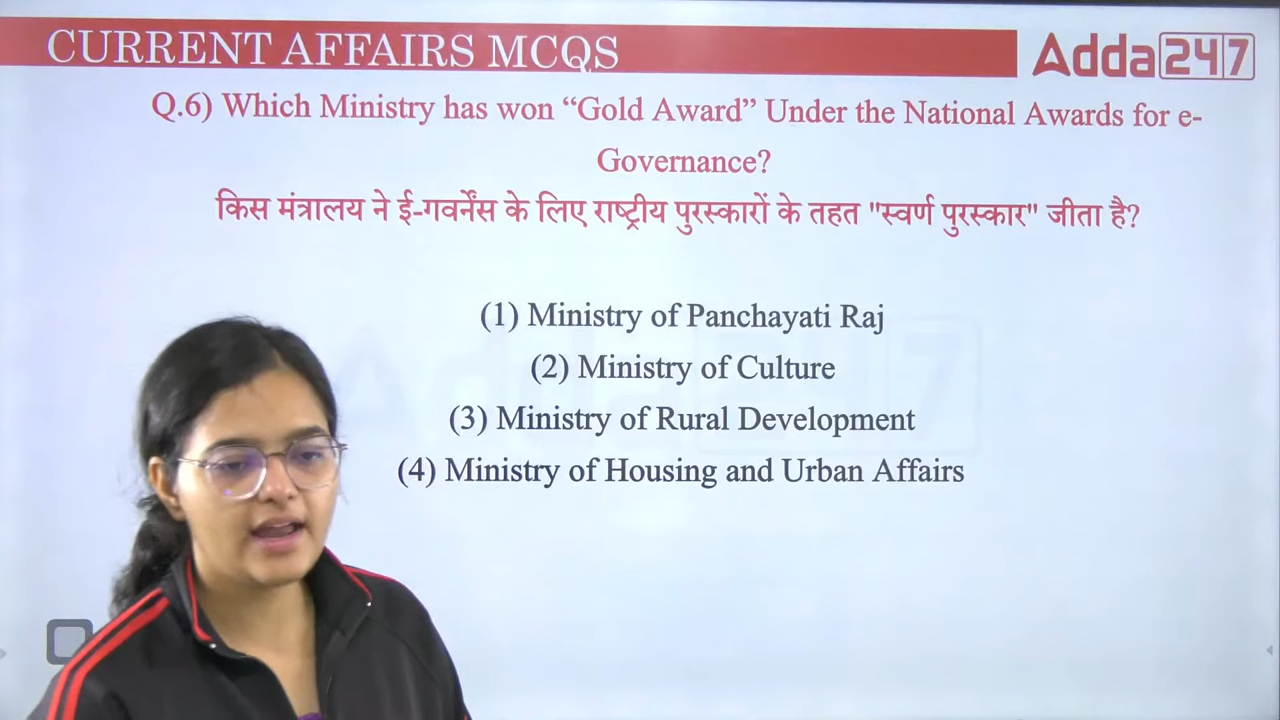 CURRENT AFFAIRS MCQS
Adda247
Q.6) Which Ministry has won “Gold Award” Under the National Awards for e-
Governance?
किस मंत्रालय ने ई-गवर्नेंस के लिए राष्ट्रीय पुरस्कारों के तहत "स्वर्ण पुरस्कार" जीता है?
(1) Ministry of Panchayati Raj
(2) Ministry of Culture
(3) Ministry of Rural Development
(4) Ministry of Housing and Urban Affairs